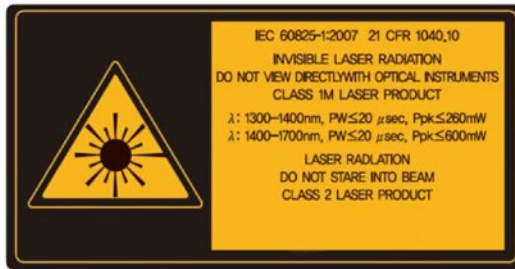 IEC 60825-1:2007 21 CFR 1040.10
INVISIBLE LASER RADIATION
DO NOT VIEW DIRECTLYWITH OPTICAL INSTRUMENTS
CLASS 1M LASER PRODUCT
λ: 1300-1400nm, PW≤20 μsec, Ppk≤260mW
λ: 1400-1700nm, PW≤20 μsec, Ppk≤600mW
LASER RADLATION
DO NOT STARE INTO BEAM
CLASS 2 LASER PRODUCT